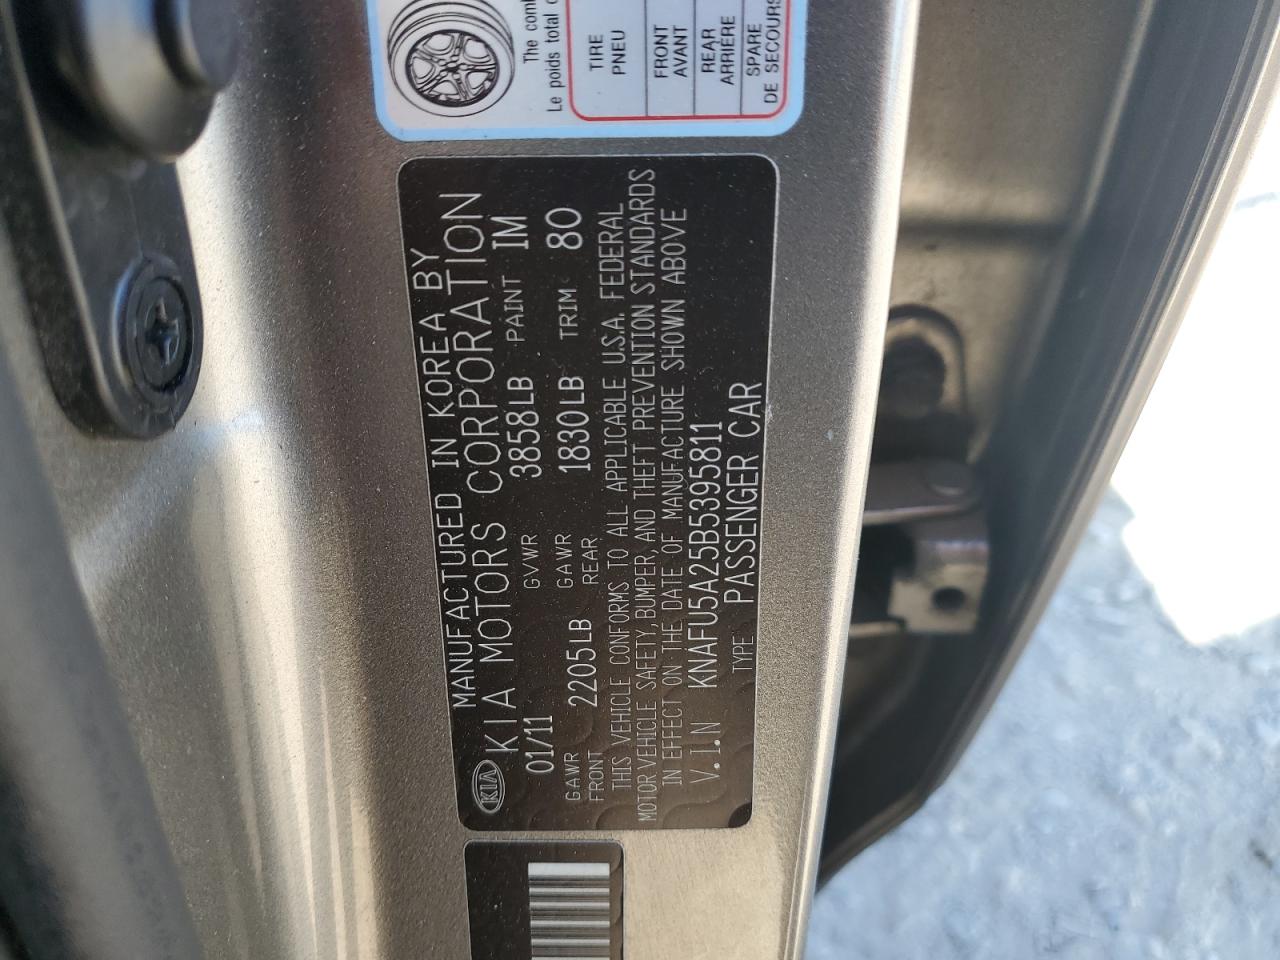 The com
Le poids total
TIRE
PNEU
FRONT
AVANT
REAR
ARRIÈRE
SPARE
DE SECOURS
KIA
MANUFACTURED IN KOREA BY
KIA MOTORS CORPORATION
01/11 GVWR 3858LB PAINT IM
GAWR FRONT 2205LB GAWR REAR 1830LB TRIM 80
THIS VEHICLE CONFORMS TO ALL APPLICABLE U.S.A. FEDERAL
MOTOR VEHICLE SAFETY, BUMPER, AND THEFT PREVENTION STANDARDS
IN EFFECT ON THE DATE OF MANUFACTURE SHOWN ABOVE
V.I.N KNAFU5A25B5395811
TYPE PASSENGER CAR